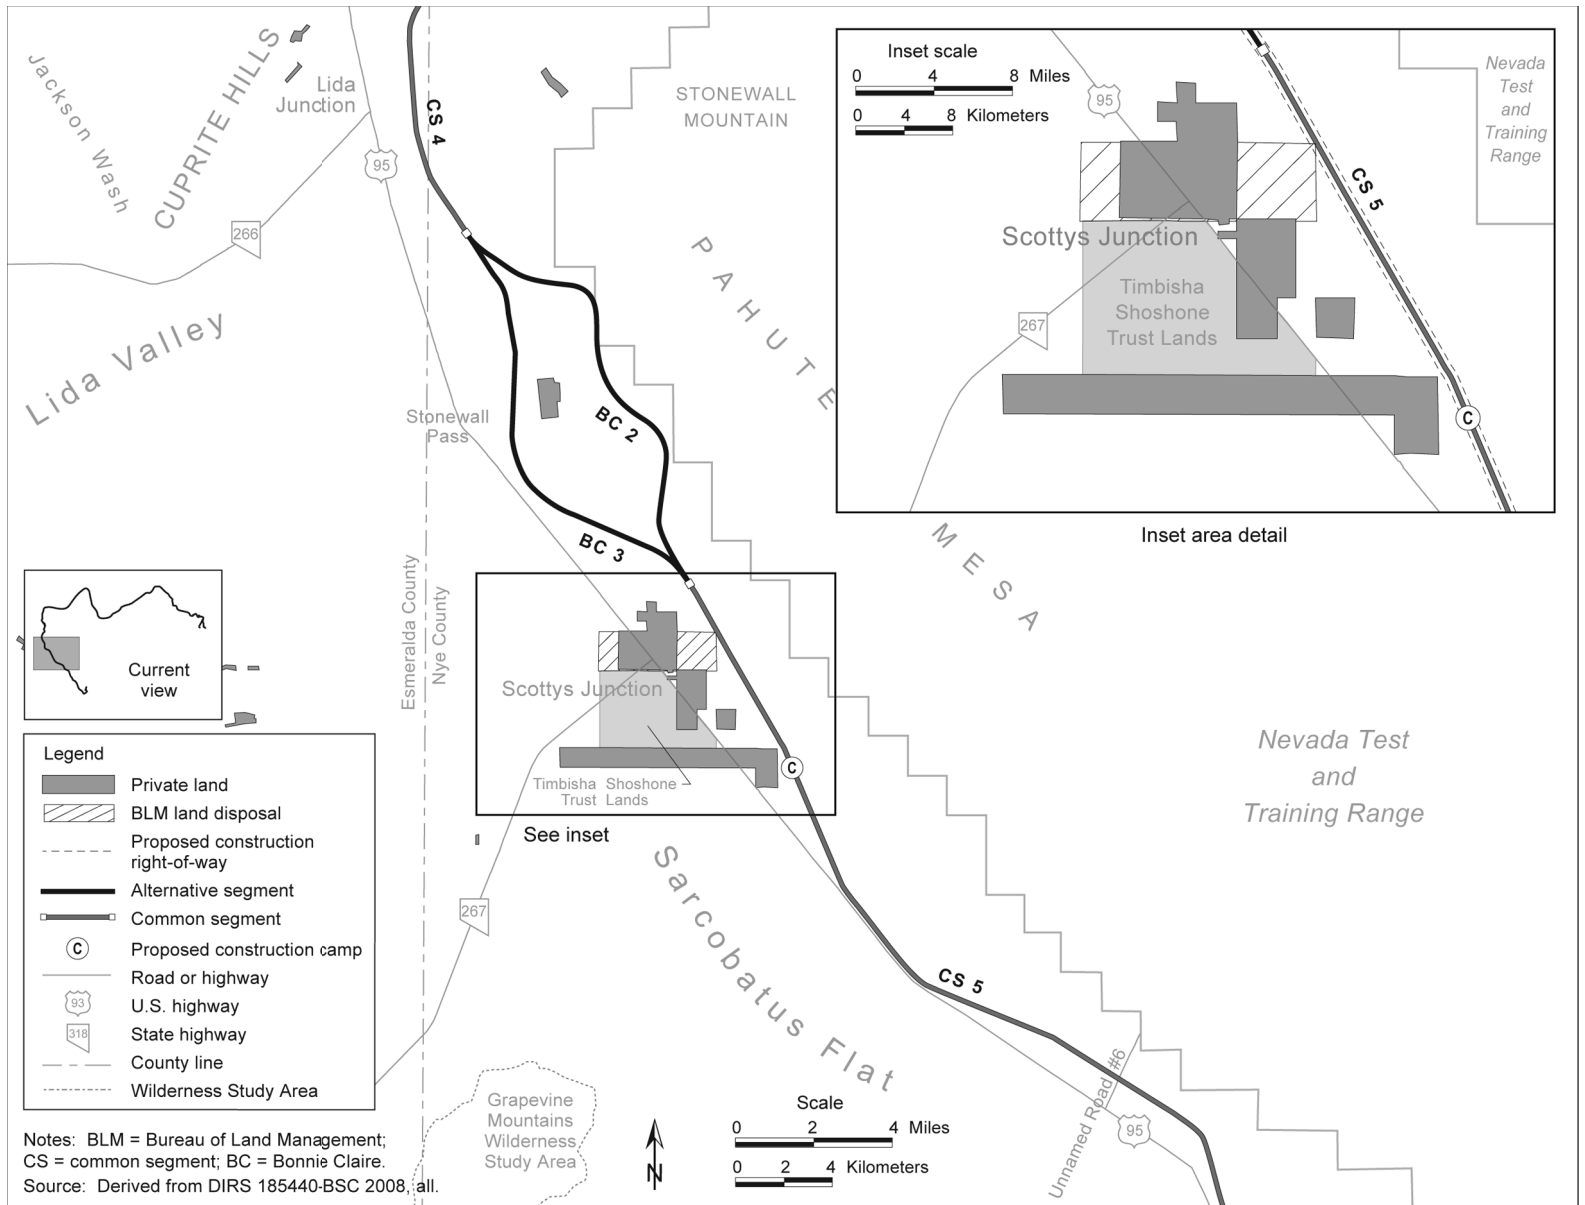 Jackson Wash
CUPRITE HILLS
Lida
Junction
95
266
CS 4
STONEWALL
MOUNTAIN
Lida Valley
PAHUTE
MESA
Stonewall
Pass
BC 2
BC 3
Esmeralda County
Nye County
Scottys Junction
Timbisha Shoshone
Trust Lands
C
See inset
267
Sarcobatus Flat
CS 5
Nevada Test
and
Training Range
Unnamed Road #6
95
Grapevine
Mountains
Wilderness
Study Area
N
Scale
0 2 4 Miles
0 2 4 Kilometers
Inset scale
0 4 8 Miles
0 4 8 Kilometers
95
Nevada
Test
and
Training
Range
CS 5
Scottys Junction
Timbisha
Shoshone
Trust Lands
267
C
Inset area detail
Current
view
Legend
Private land
BLM land disposal
Proposed construction
right-of-way
Alternative segment
Common segment
C Proposed construction camp
Road or highway
93 U.S. highway
318 State highway
County line
Wilderness Study Area
Notes: BLM = Bureau of Land Management;
CS = common segment; BC = Bonnie Claire.
Source: Derived from DIRS 185440-BSC 2008, all.